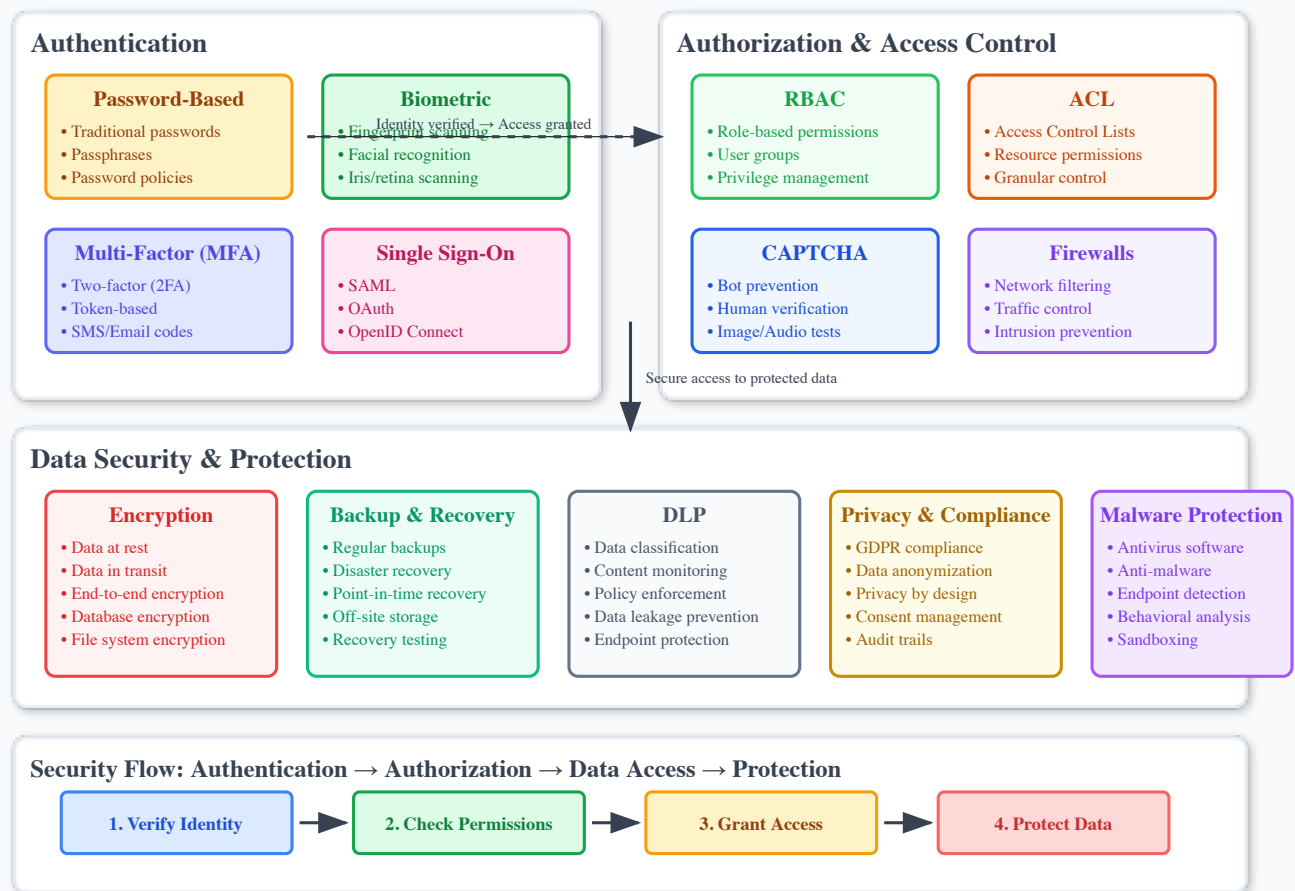 Authentication
Password-Based
• Traditional passwords
• Passphrases
• Password policies
Biometric
• Fingerprint scanning
• Facial recognition
• Iris/retina scanning
Identity verified → Access granted
Multi-Factor (MFA)
• Two-factor (2FA)
• Token-based
• SMS/Email codes
Single Sign-On
• SAML
• OAuth
• OpenID Connect
Authorization & Access Control
RBAC
• Role-based permissions
• User groups
• Privilege management
ACL
• Access Control Lists
• Resource permissions
• Granular control
CAPTCHA
• Bot prevention
• Human verification
• Image/Audio tests
Firewalls
• Network filtering
• Traffic control
• Intrusion prevention
Secure access to protected data
Data Security & Protection
Encryption
• Data at rest
• Data in transit
• End-to-end encryption
• Database encryption
• File system encryption
Backup & Recovery
• Regular backups
• Disaster recovery
• Point-in-time recovery
• Off-site storage
• Recovery testing
DLP
• Data classification
• Content monitoring
• Policy enforcement
• Data leakage prevention
• Endpoint protection
Privacy & Compliance
• GDPR compliance
• Data anonymization
• Privacy by design
• Consent management
• Audit trails
Malware Protection
• Antivirus software
• Anti-malware
• Endpoint detection
• Behavioral analysis
• Sandboxing
Security Flow: Authentication → Authorization → Data Access → Protection
1. Verify Identity
2. Check Permissions
3. Grant Access
4. Protect Data